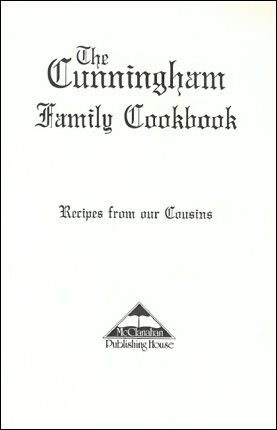 The
Cunningham
Family Cookbook
Recipes from our Cousins
McClanahan
Publishing House